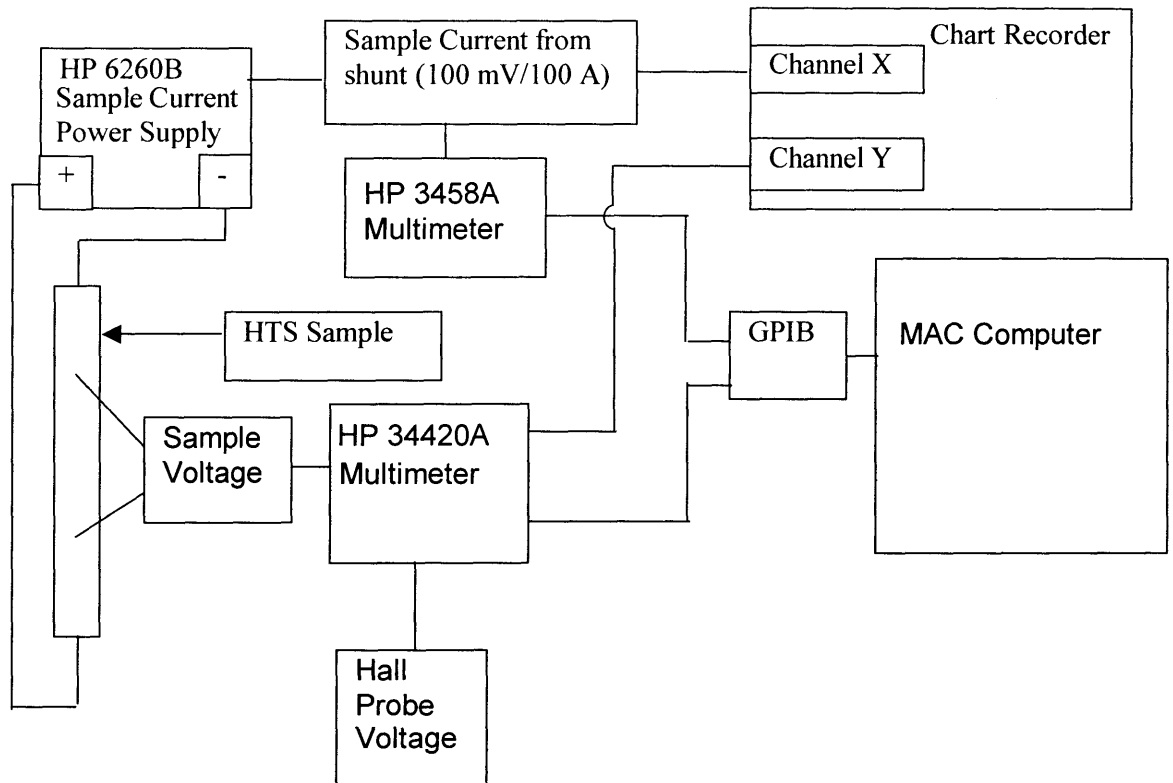 HP 6260B
Sample Current
Power Supply
+
-
Sample Current from
shunt (100 mV/100 A)
Chart Recorder
Channel X
Channel Y
HP 3458A
Multimeter
HTS Sample
GPIB
MAC Computer
Sample
Voltage
HP 34420A
Multimeter
Hall
Probe
Voltage